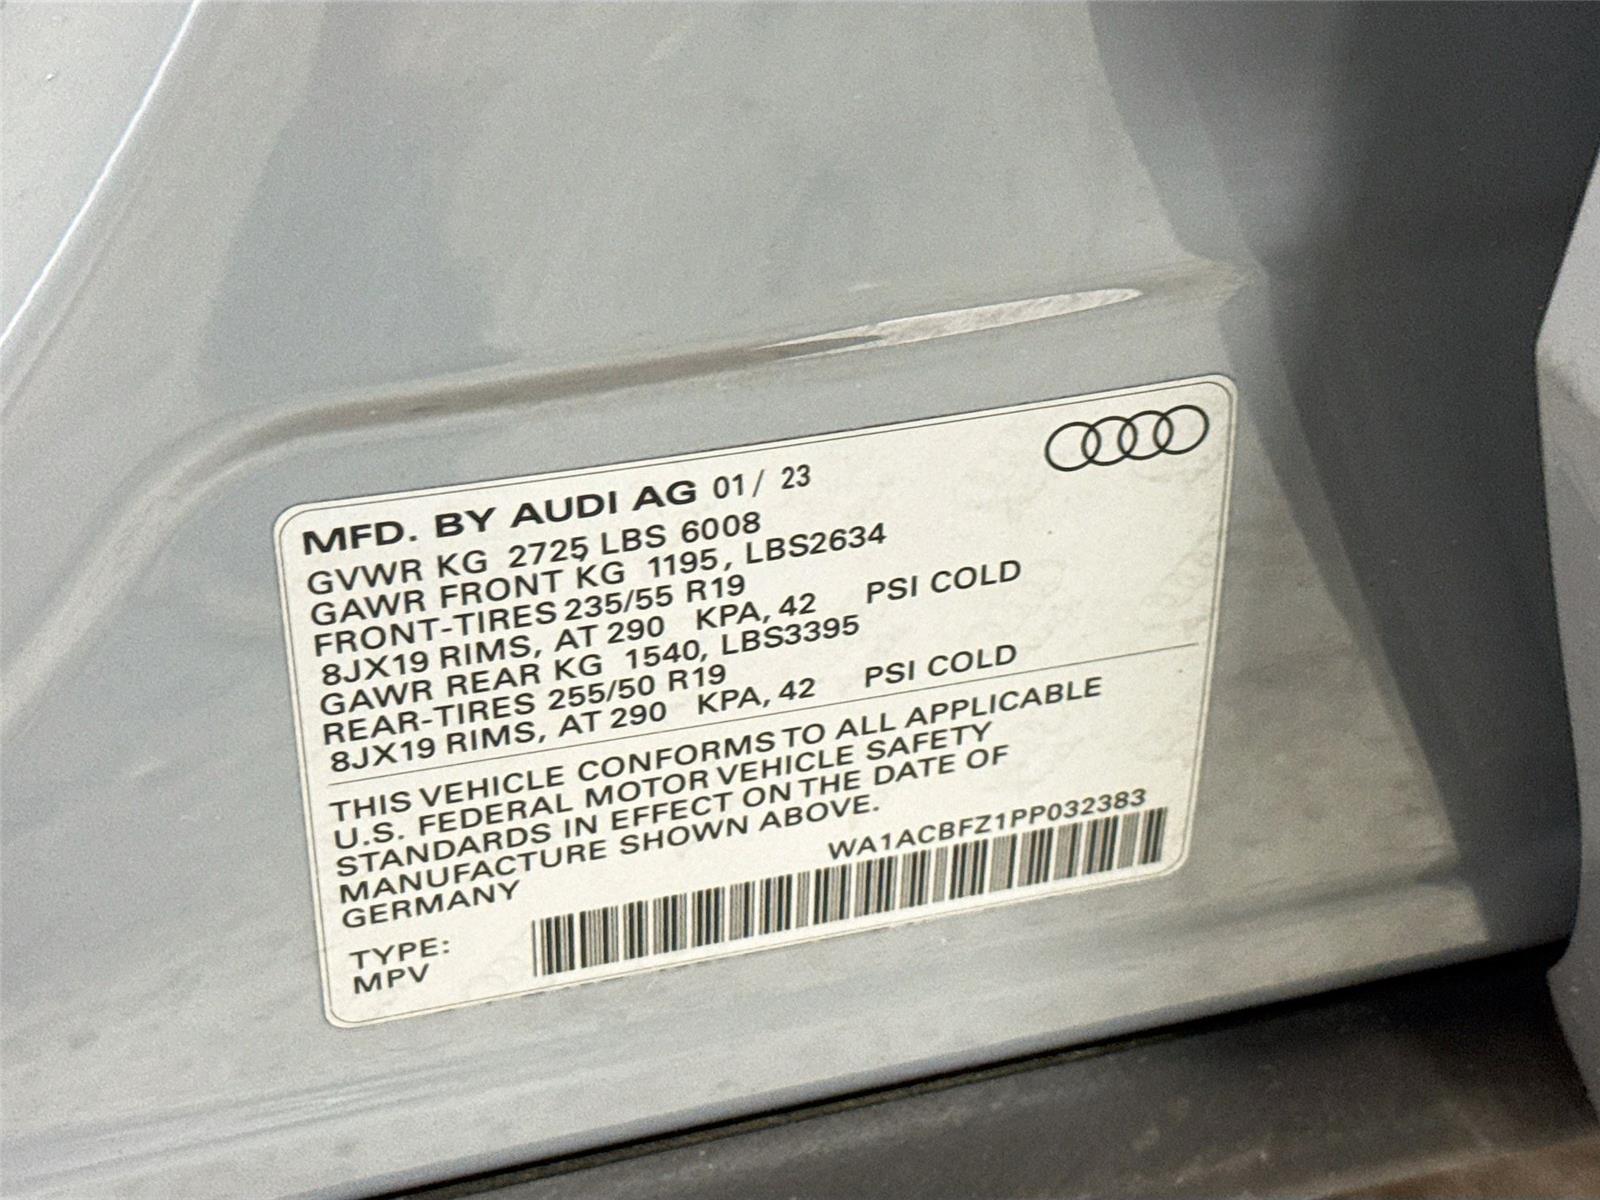 MFD. BY AUDI AG 01/ 23
GVWR KG 2725 LBS 6008
GAWR FRONT KG 1195, LBS2634
FRONT-TIRES 235/55 R19
8JX19 RIMS, AT 290 KPA, 42 PSI COLD
GAWR REAR KG 1540, LBS3395
REAR-TIRES 255/50 R19
8JX19 RIMS, AT 290 KPA, 42 PSI COLD
THIS VEHICLE CONFORMS TO ALL APPLICABLE
U.S. FEDERAL MOTOR VEHICLE SAFETY
STANDARDS IN EFFECT ON THE DATE OF
MANUFACTURE SHOWN ABOVE.
GERMANY
WA1ACBFZ1PP032383
TYPE:
MPV